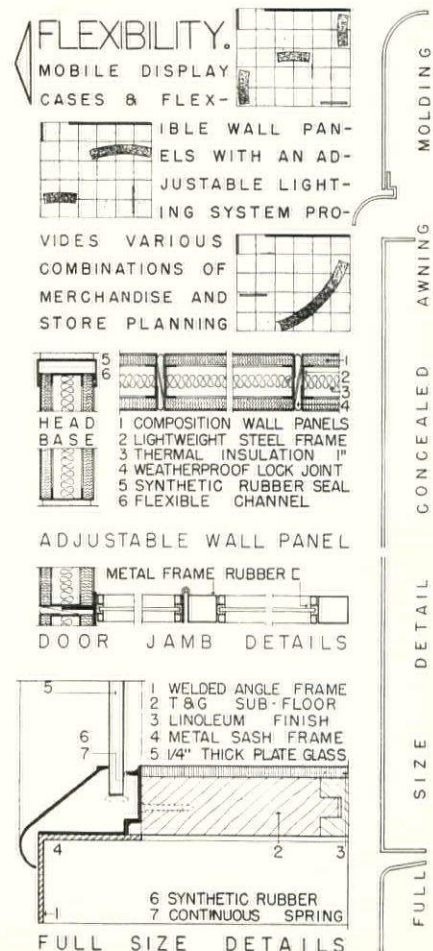 FLEXIBILITY.
MOBILE DISPLAY
CASES & FLEX-
IBLE WALL PAN-
ELS WITH AN AD-
JUSTABLE LIGHT-
ING SYSTEM PRO-
VIDES VARIOUS
COMBINATIONS OF
MERCHANDISE AND
STORE PLANNING
5
6
HEAD
BASE
1
2
3
4
1 COMPOSITION WALL PANELS
2 LIGHTWEIGHT STEEL FRAME
3 THERMAL INSULATION 1"
4 WEATHERPROOF LOCK JOINT
5 SYNTHETIC RUBBER SEAL
6 FLEXIBLE CHANNEL
ADJUSTABLE WALL PANEL
METAL FRAME RUBBER [
DOOR JAMB DETAILS
5
1 WELDED ANGLE FRAME
2 T&G SUB-FLOOR
3 LINOLEUM FINISH
4 METAL SASH FRAME
5 1/4" THICK PLATE GLASS
6
7
4
2
3
1
6 SYNTHETIC RUBBER
7 CONTINUOUS SPRING
FULL SIZE DETAILS
FULL SIZE DETAIL CONCEALED AWNING MOLDING